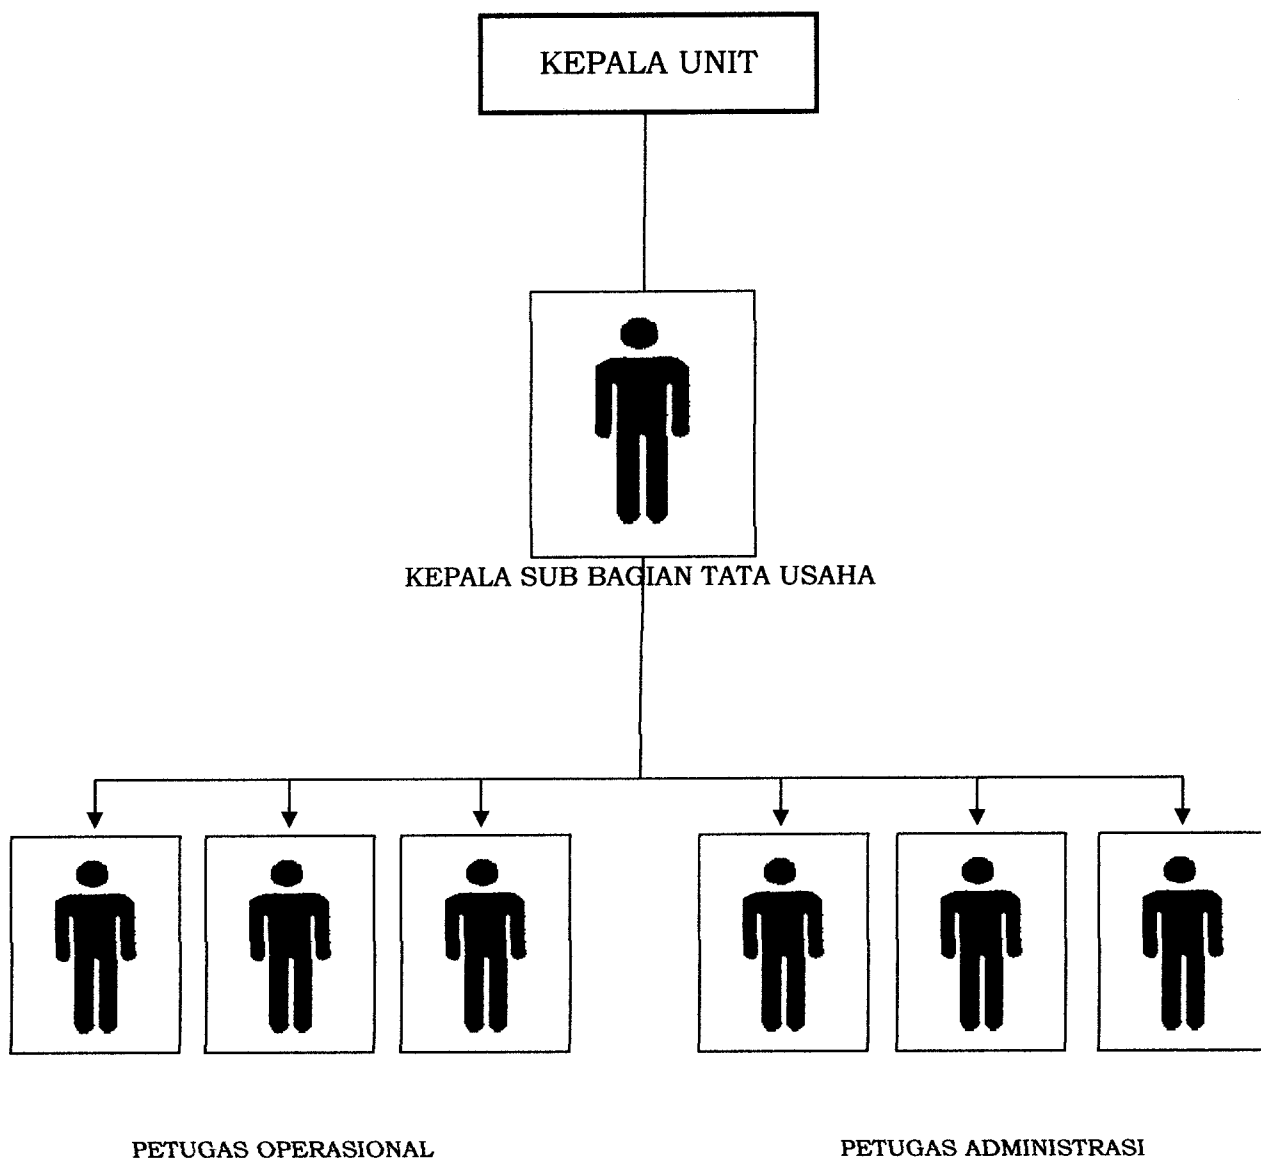 KEPALA UNIT
KEPALA SUB BAGIAN TATA USAHA
PETUGAS OPERASIONAL
PETUGAS ADMINISTRASI